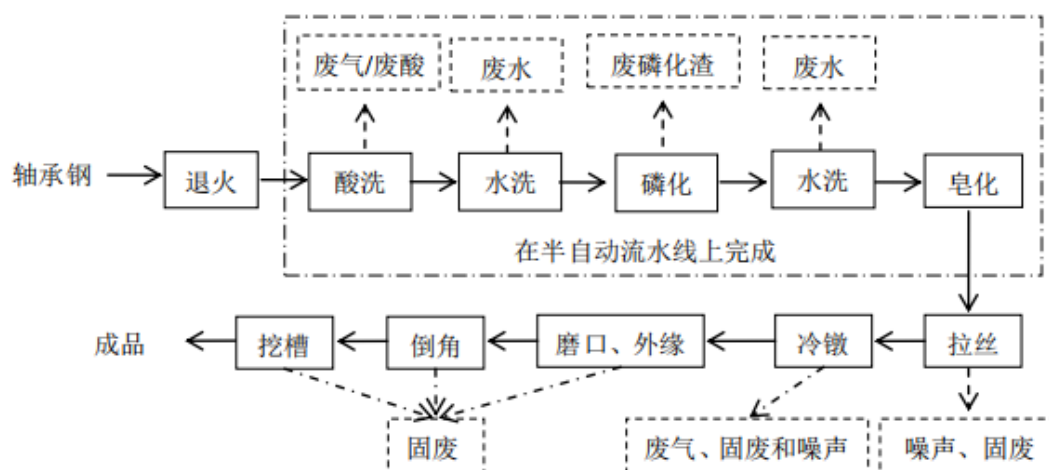 废气/废酸 废水 废磷化渣 废水
轴承钢 退火 酸洗 水洗 磷化 水洗 皂化
在半自动流水线上完成
成品 挖槽 倒角 磨口、外缘 冷镦 拉丝
固废 废气、固废和噪声 噪声、固废